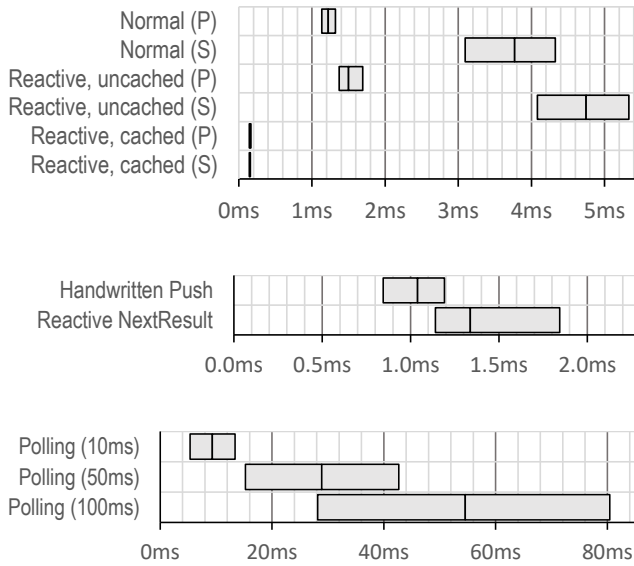 Normal (P)
Normal (S)
Reactive, uncached (P)
Reactive, uncached (S)
Reactive, cached (P)
Reactive, cached (S)
0ms 1ms 2ms 3ms 4ms 5ms
Handwritten Push
Reactive NextResult
0.0ms 0.5ms 1.0ms 1.5ms 2.0ms
Polling (10ms)
Polling (50ms)
Polling (100ms)
0ms 20ms 40ms 60ms 80ms